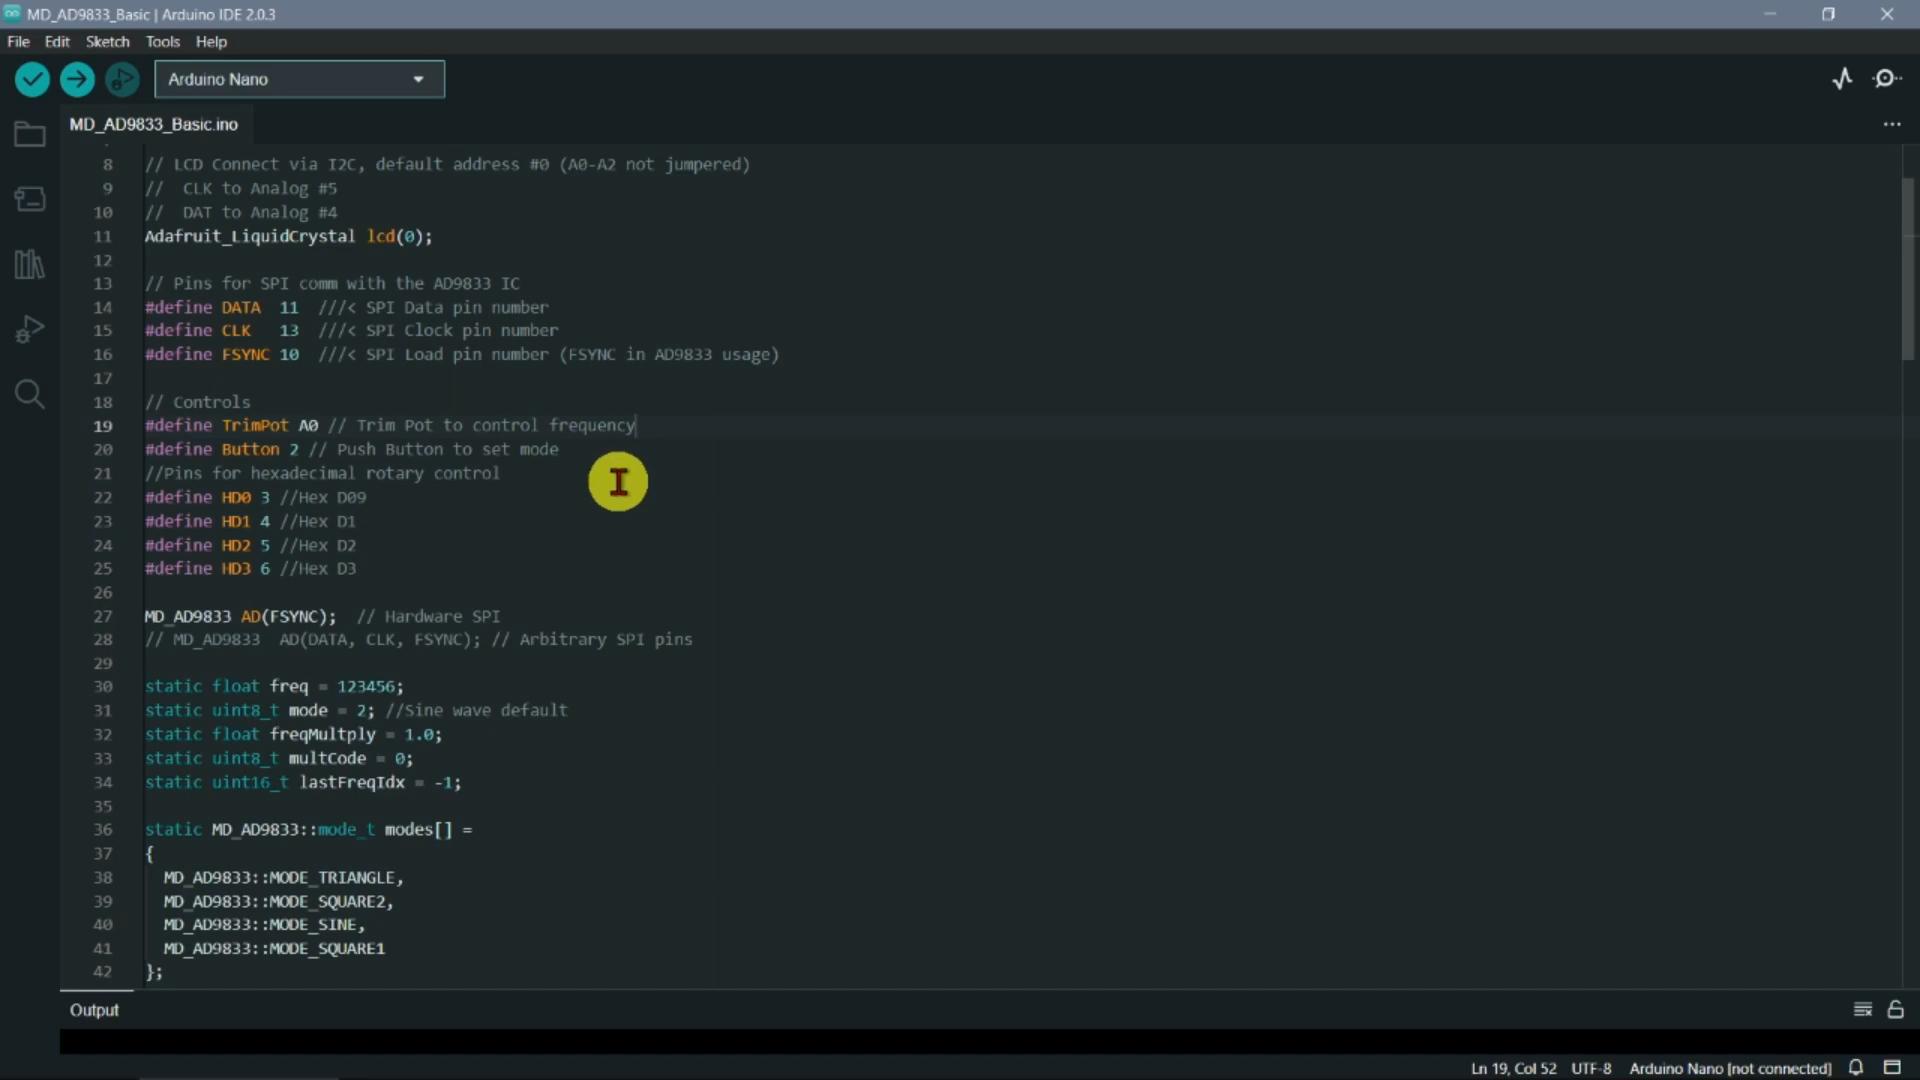 MD_AD9833_Basic | Arduino IDE 2.0.3
File Edit Sketch Tools Help
Arduino Nano
MD_AD9833_Basic.ino
8 // LCD Connect via I2C, default address #0 (A0-A2 not jumpered)
9 //  CLK to Analog #5
10 //  DAT to Analog #4
11 Adafruit_LiquidCrystal lcd(0);
12
13 // Pins for SPI comm with the AD9833 IC
14 #define DATA  11  ///< SPI Data pin number
15 #define CLK   13  ///< SPI Clock pin number
16 #define FSYNC 10  ///< SPI Load pin number (FSYNC in AD9833 usage)
17
18 // Controls
19 #define TrimPot A0 // Trim Pot to control frequency
20 #define Button 2 // Push Button to set mode
21 //Pins for hexadecimal rotary control
22 #define HD0 3 //Hex D09
23 #define HD1 4 //Hex D1
24 #define HD2 5 //Hex D2
25 #define HD3 6 //Hex D3
26
27 MD_AD9833 AD(FSYNC);  // Hardware SPI
28 // MD_AD9833  AD(DATA, CLK, FSYNC); // Arbitrary SPI pins
29
30 static float freq = 123456;
31 static uint8_t mode = 2; //Sine wave default
32 static float freqMultply = 1.0;
33 static uint8_t multCode = 0;
34 static uint16_t lastFreqIdx = -1;
35
36 static MD_AD9833::mode_t modes[] =
37 {
38   MD_AD9833::MODE_TRIANGLE,
39   MD_AD9833::MODE_SQUARE2,
40   MD_AD9833::MODE_SINE,
41   MD_AD9833::MODE_SQUARE1
42 };
Output
Ln 19, Col 52 UTF-8 Arduino Nano [not connected]